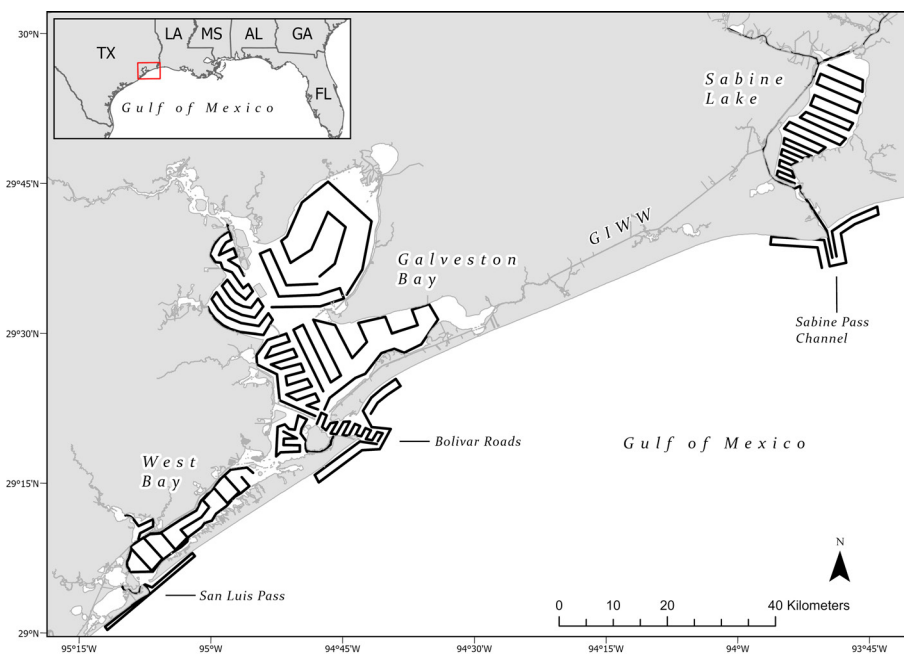 30°N
TX
LA
MS
AL
GA
FL
Gulf of Mexico
Sabine
Lake
29°45'N
GIWW
Galveston
Bay
Sabine Pass
Channel
29°30'N
Bolivar Roads
Gulf of Mexico
West
Bay
29°15'N
N
San Luis Pass
0 10 20 40 Kilometers
29°N
95°15'W 95°W 94°45'W 94°30'W 94°15'W 94°W 93°45'W